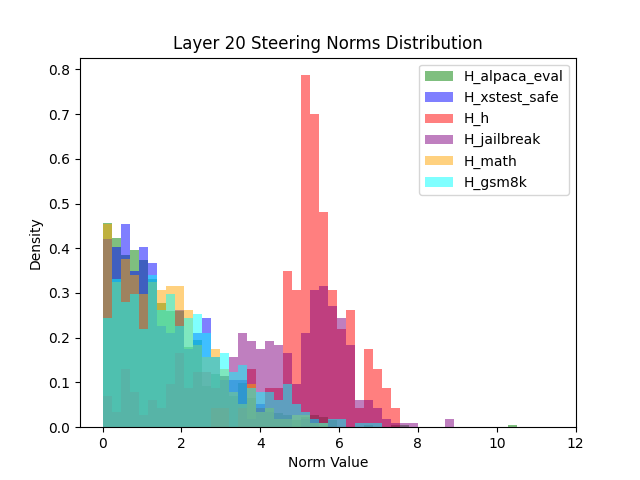 Layer 20 Steering Norms Distribution
H_alpaca_eval
H_xstest_safe
H_h
H_jailbreak
H_math
H_gsm8k
Density
0.8
0.7
0.6
0.5
0.4
0.3
0.2
0.1
0.0
0 2 4 6 8 10 12
Norm Value